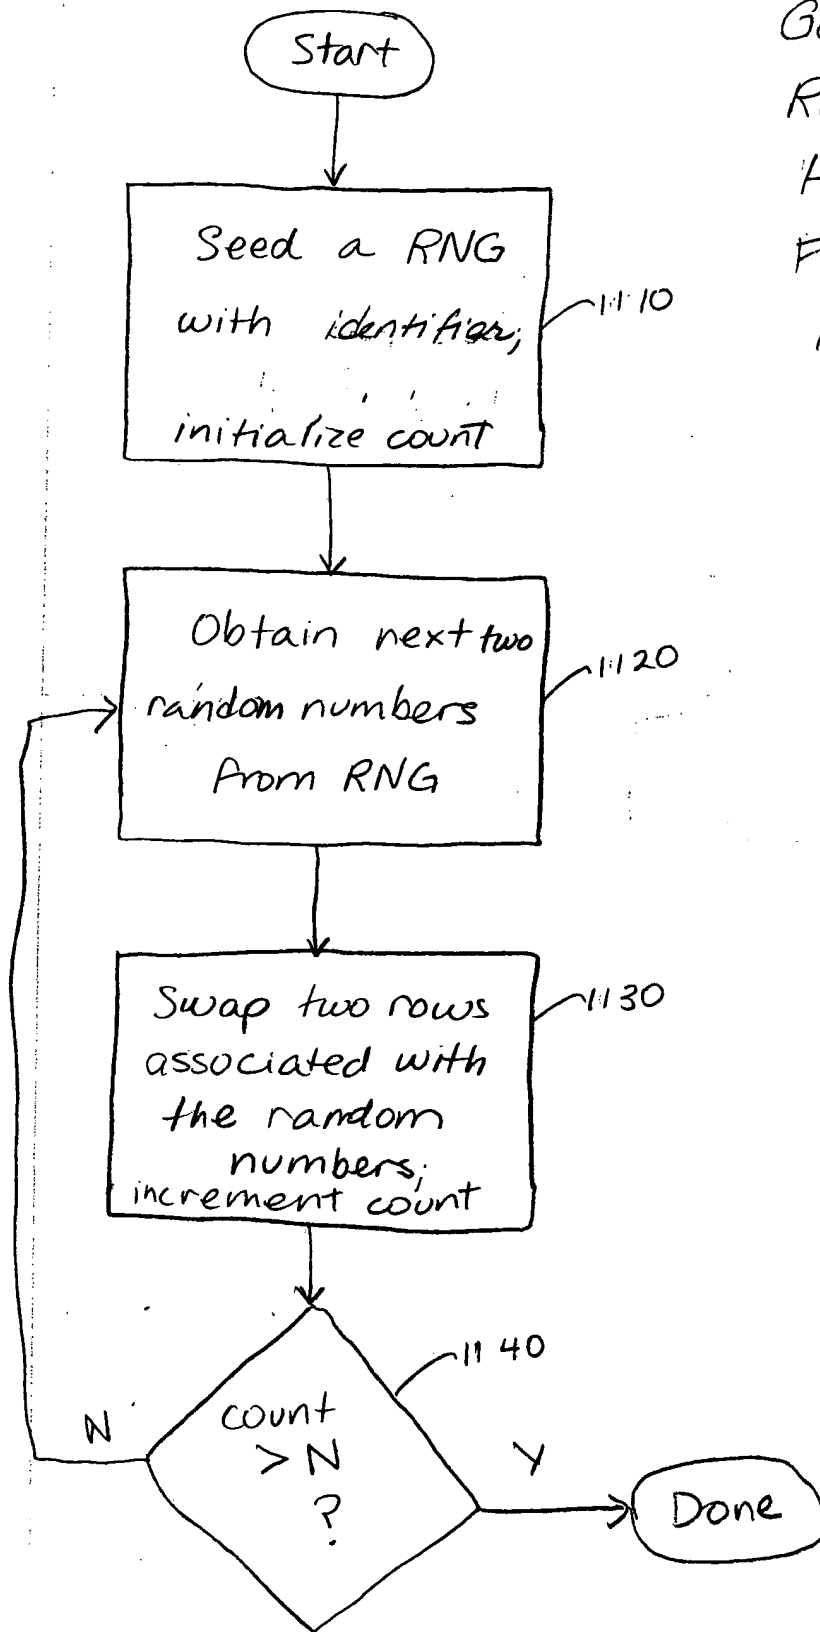 Start
Seed a RNG
with identifier,
initialize count
1110
Obtain next two
random numbers
from RNG
1120
Swap two rows
associated with
the random
numbers;
increment count
1130
count
> N
?
1140
N
Y
Done